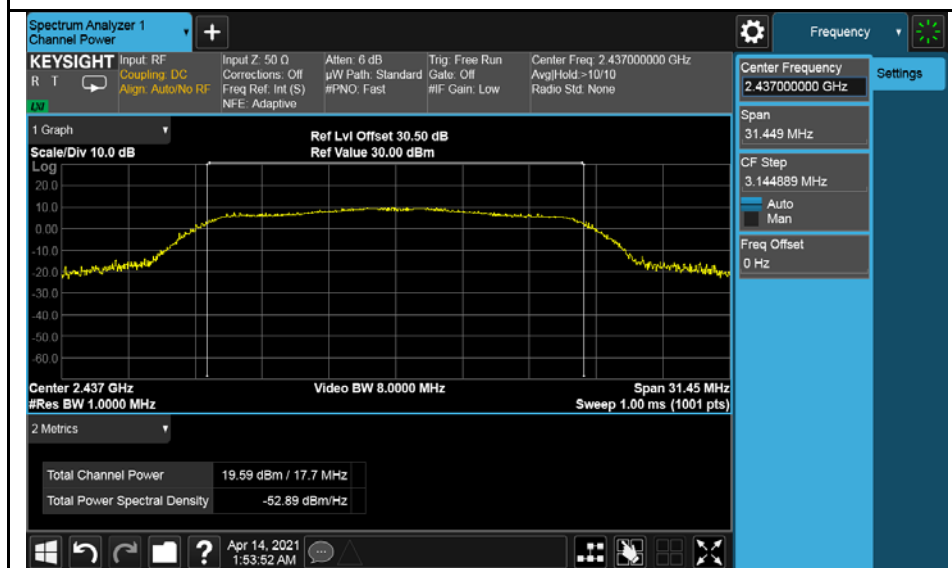 Spectrum Analyzer 1
Channel Power
+
Frequency
KEYSIGHT
R T
LXI
Input: RF
Coupling: DC
Align: Auto/No RF
Input Z: 50 Ω
Corrections: Off
Freq Ref: Int (S)
NFE: Adaptive
Atten: 6 dB
µW Path: Standard
#PNO: Fast
Trig: Free Run
Gate: Off
#IF Gain: Low
Center Freq: 2.437000000 GHz
Avg|Hold:>10/10
Radio Std: None
Center Frequency
2.437000000 GHz
Settings
Span
31.449 MHz
CF Step
3.144889 MHz
Auto
Man
Freq Offset
0 Hz
1 Graph
Scale/Div 10.0 dB
Ref Lvl Offset 30.50 dB
Ref Value 30.00 dBm
Log
20.0
10.0
0.00
-10.0
-20.0
-30.0
-40.0
-50.0
-60.0
Center 2.437 GHz
#Res BW 1.0000 MHz
Video BW 8.0000 MHz
Span 31.45 MHz
Sweep 1.00 ms (1001 pts)
2 Metrics
Total Channel Power 19.59 dBm / 17.7 MHz
Total Power Spectral Density -52.89 dBm/Hz
?
Apr 14, 2021
1:53:52 AM